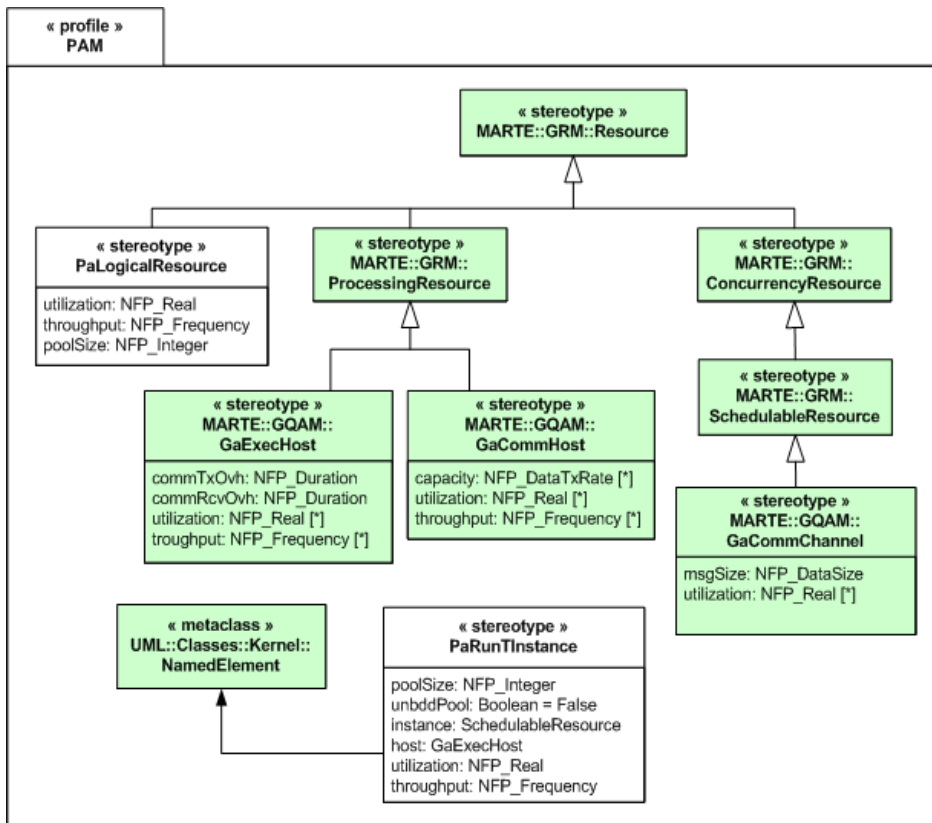 « profile »
PAM
« stereotype »
MARTE::GRM::Resource
« stereotype »
PaLogicalResource
utilization: NFP_Real
throughput: NFP_Frequency
poolSize: NFP_Integer
« stereotype »
MARTE::GRM::
ProcessingResource
« stereotype »
MARTE::GRM::
ConcurrencyResource
« stereotype »
MARTE::GRM::
SchedulableResource
« stereotype »
MARTE::GQAM::
GaExecHost
commTxOvh: NFP_Duration
commRcvOvh: NFP_Duration
utilization: NFP_Real [*]
troughput: NFP_Frequency [*]
« stereotype »
MARTE::GQAM::
GaCommHost
capacity: NFP_DataTxRate [*]
utilization: NFP_Real [*]
throughput: NFP_Frequency [*]
« stereotype »
MARTE::GQAM::
GaCommChannel
msgSize: NFP_DataSize
utilization: NFP_Real [*]
« metaclass »
UML::Classes::Kernel::
NamedElement
« stereotype »
PaRunTInstance
poolSize: NFP_Integer
unbddPool: Boolean = False
instance: SchedulableResource
host: GaExecHost
utilization: NFP_Real
throughput: NFP_Frequency